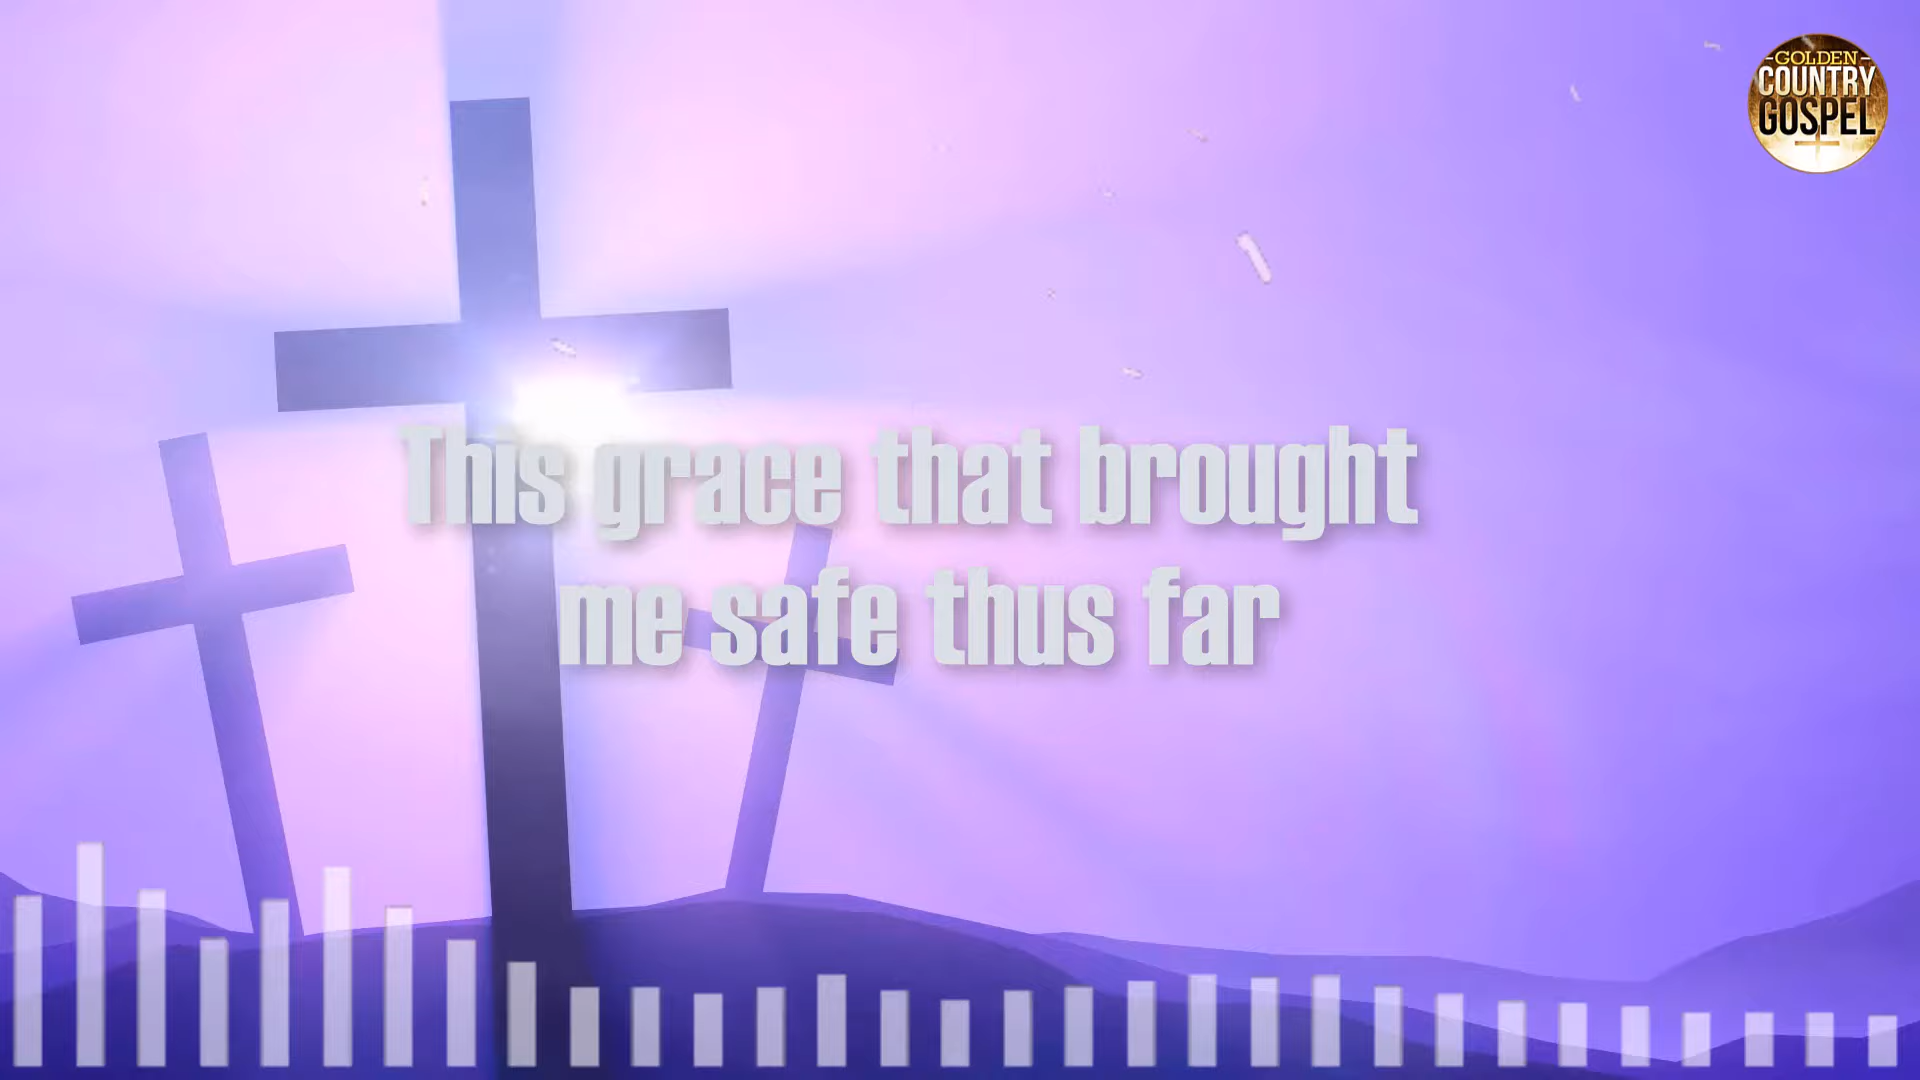 GOLDEN
COUNTRY
GOSPEL
This grace that brought
me safe thus far